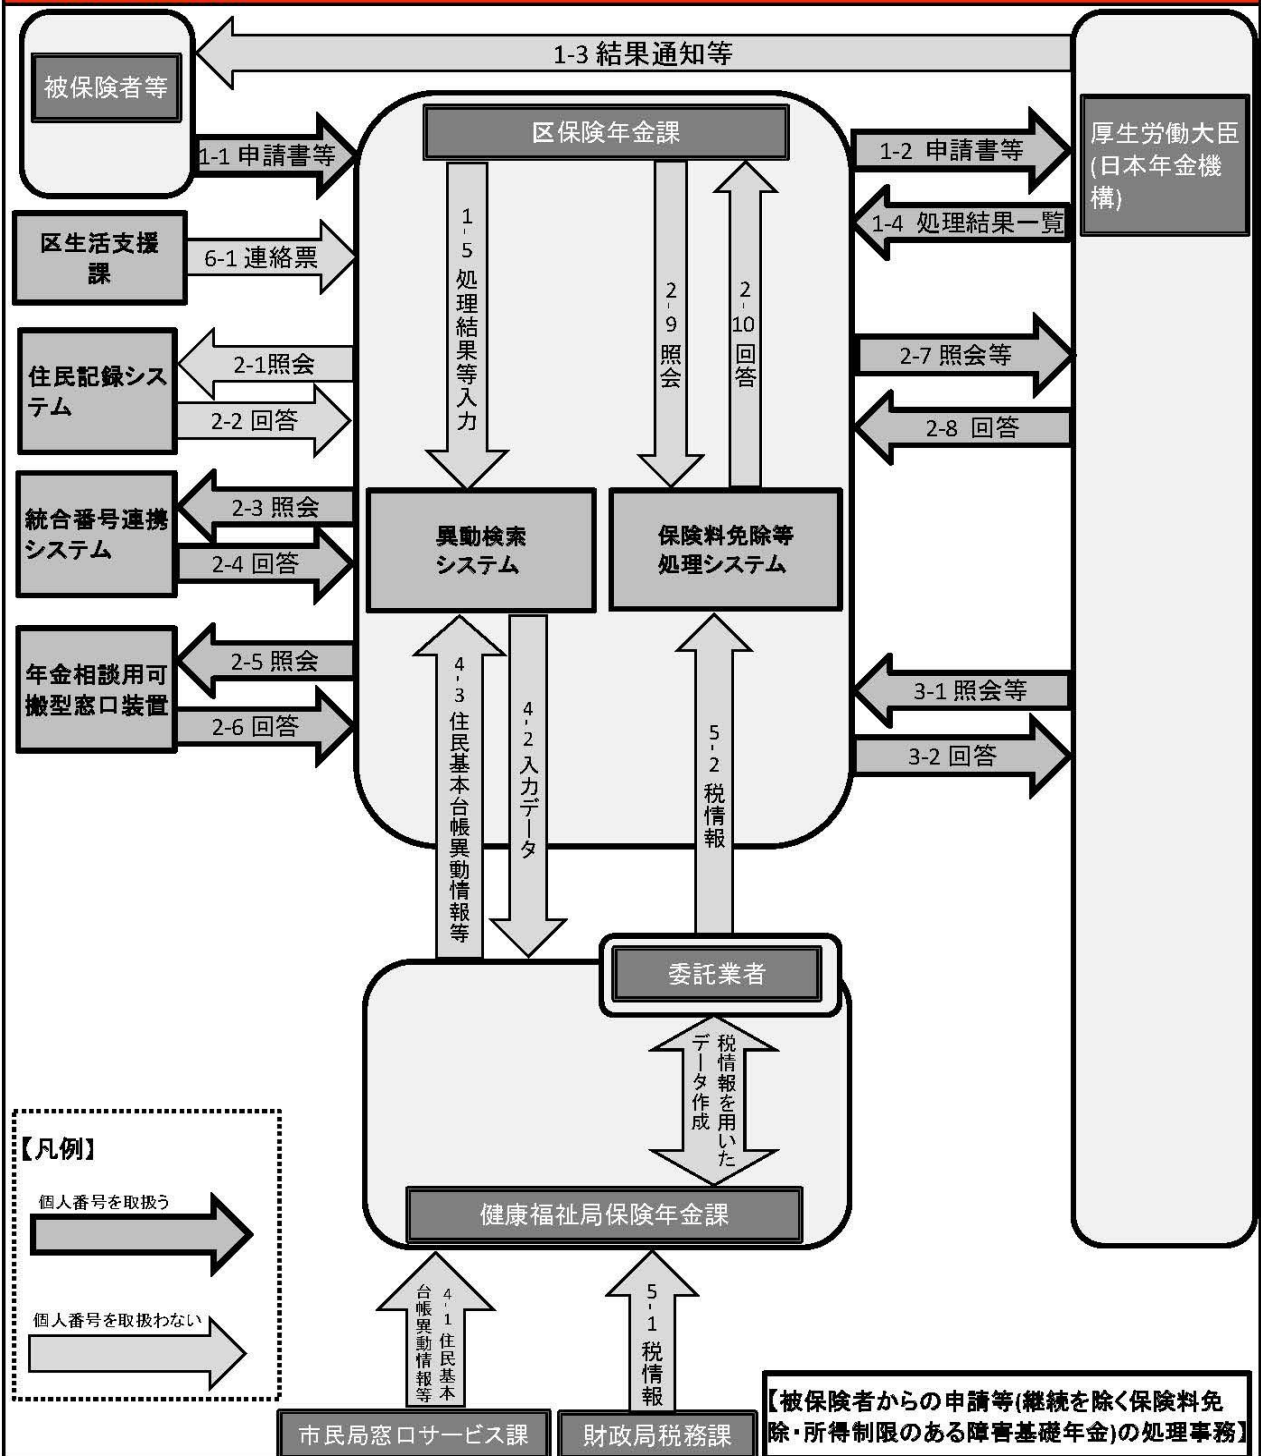 1-3 結果通知等
被保険者等
区保険年金課
厚生労働大臣
(日本年金機
構)
1-1 申請書等
1-2 申請書等
1-4 処理結果一覧
区生活支援
課
6-1 連絡票
1-5 処理結果等入力
2-9 照会
2-10 回答
住民記録シス
テム
2-1照会
2-2 回答
2-7 照会等
2-8 回答
統合番号連携
システム
2-3 照会
2-4 回答
異動検索
システム
保険料免除等
処理システム
年金相談用可
搬型窓口装置
2-5 照会
2-6 回答
3-1 照会等
3-2 回答
4-3 住民基本台帳異動情報等
4-2 入力データ
5-2 税情報
委託業者
税情報を用いた
データ作成
健康福祉局保険年金課
【凡例】
個人番号を取扱う
個人番号を取扱わない
4-1 住民基本
台帳異動情報等
5-1 税情報
市民局窓口サービス課
財政局税務課
【被保険者からの申請等(継続を除く保険料免
除・所得制限のある障害基礎年金)の処理事務】